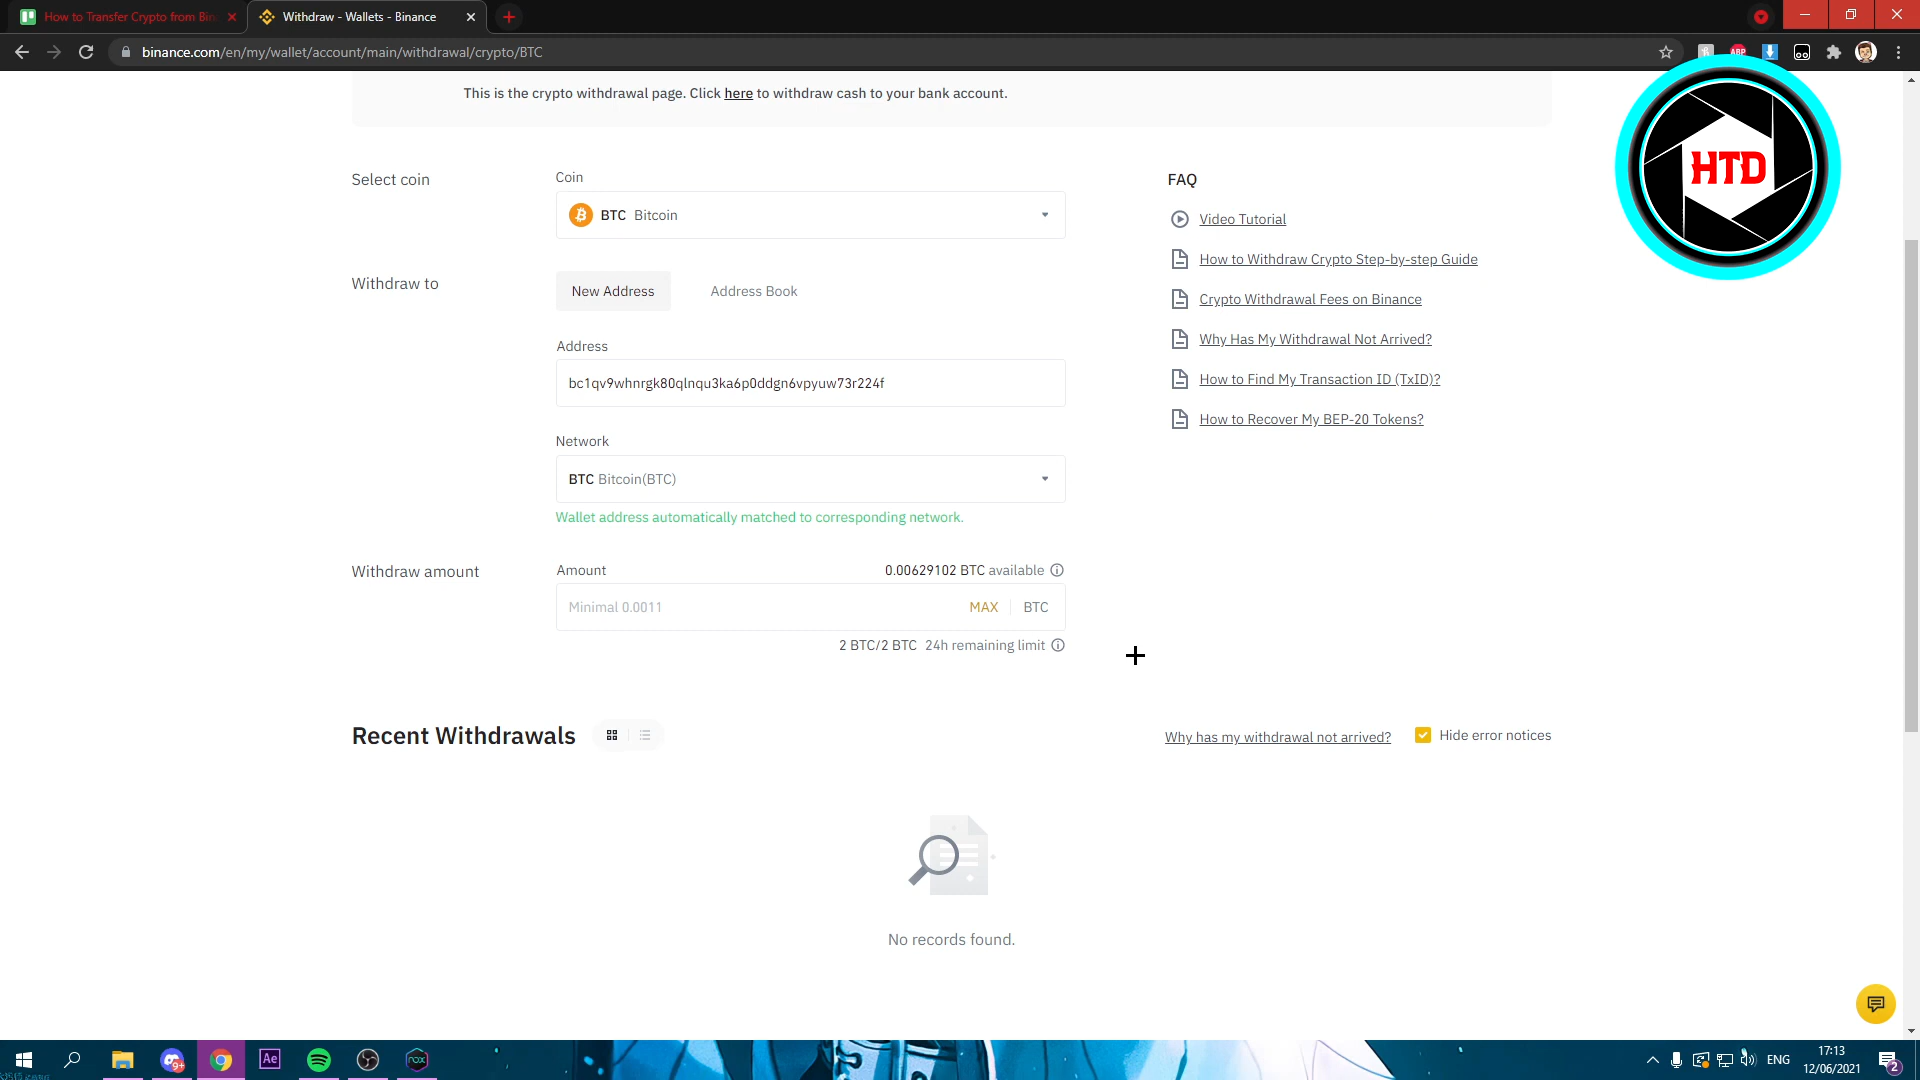 How to Transfer Crypto from Bin
Withdraw - Wallets - Binance
binance.com/en/my/wallet/account/main/withdrawal/crypto/BTC
ABP
This is the crypto withdrawal page. Click here to withdraw cash to your bank account.
HTD
Select coin
Coin
BTC Bitcoin
Withdraw to
New Address
Address Book
Address
bc1qv9whnrgk80qlnqu3ka6p0ddgn6vpyuw73r224f
Network
BTC Bitcoin(BTC)
Wallet address automatically matched to corresponding network.
Withdraw amount
Amount
0.00629102 BTC available
Minimal 0.0011
MAX
BTC
2 BTC/2 BTC 24h remaining limit
FAQ
Video Tutorial
How to Withdraw Crypto Step-by-step Guide
Crypto Withdrawal Fees on Binance
Why Has My Withdrawal Not Arrived?
How to Find My Transaction ID (TxID)?
How to Recover My BEP-20 Tokens?
Recent Withdrawals
Why has my withdrawal not arrived?
Hide error notices
No records found.
9+
Ae
nox
ENG
17:13
12/06/2021
2